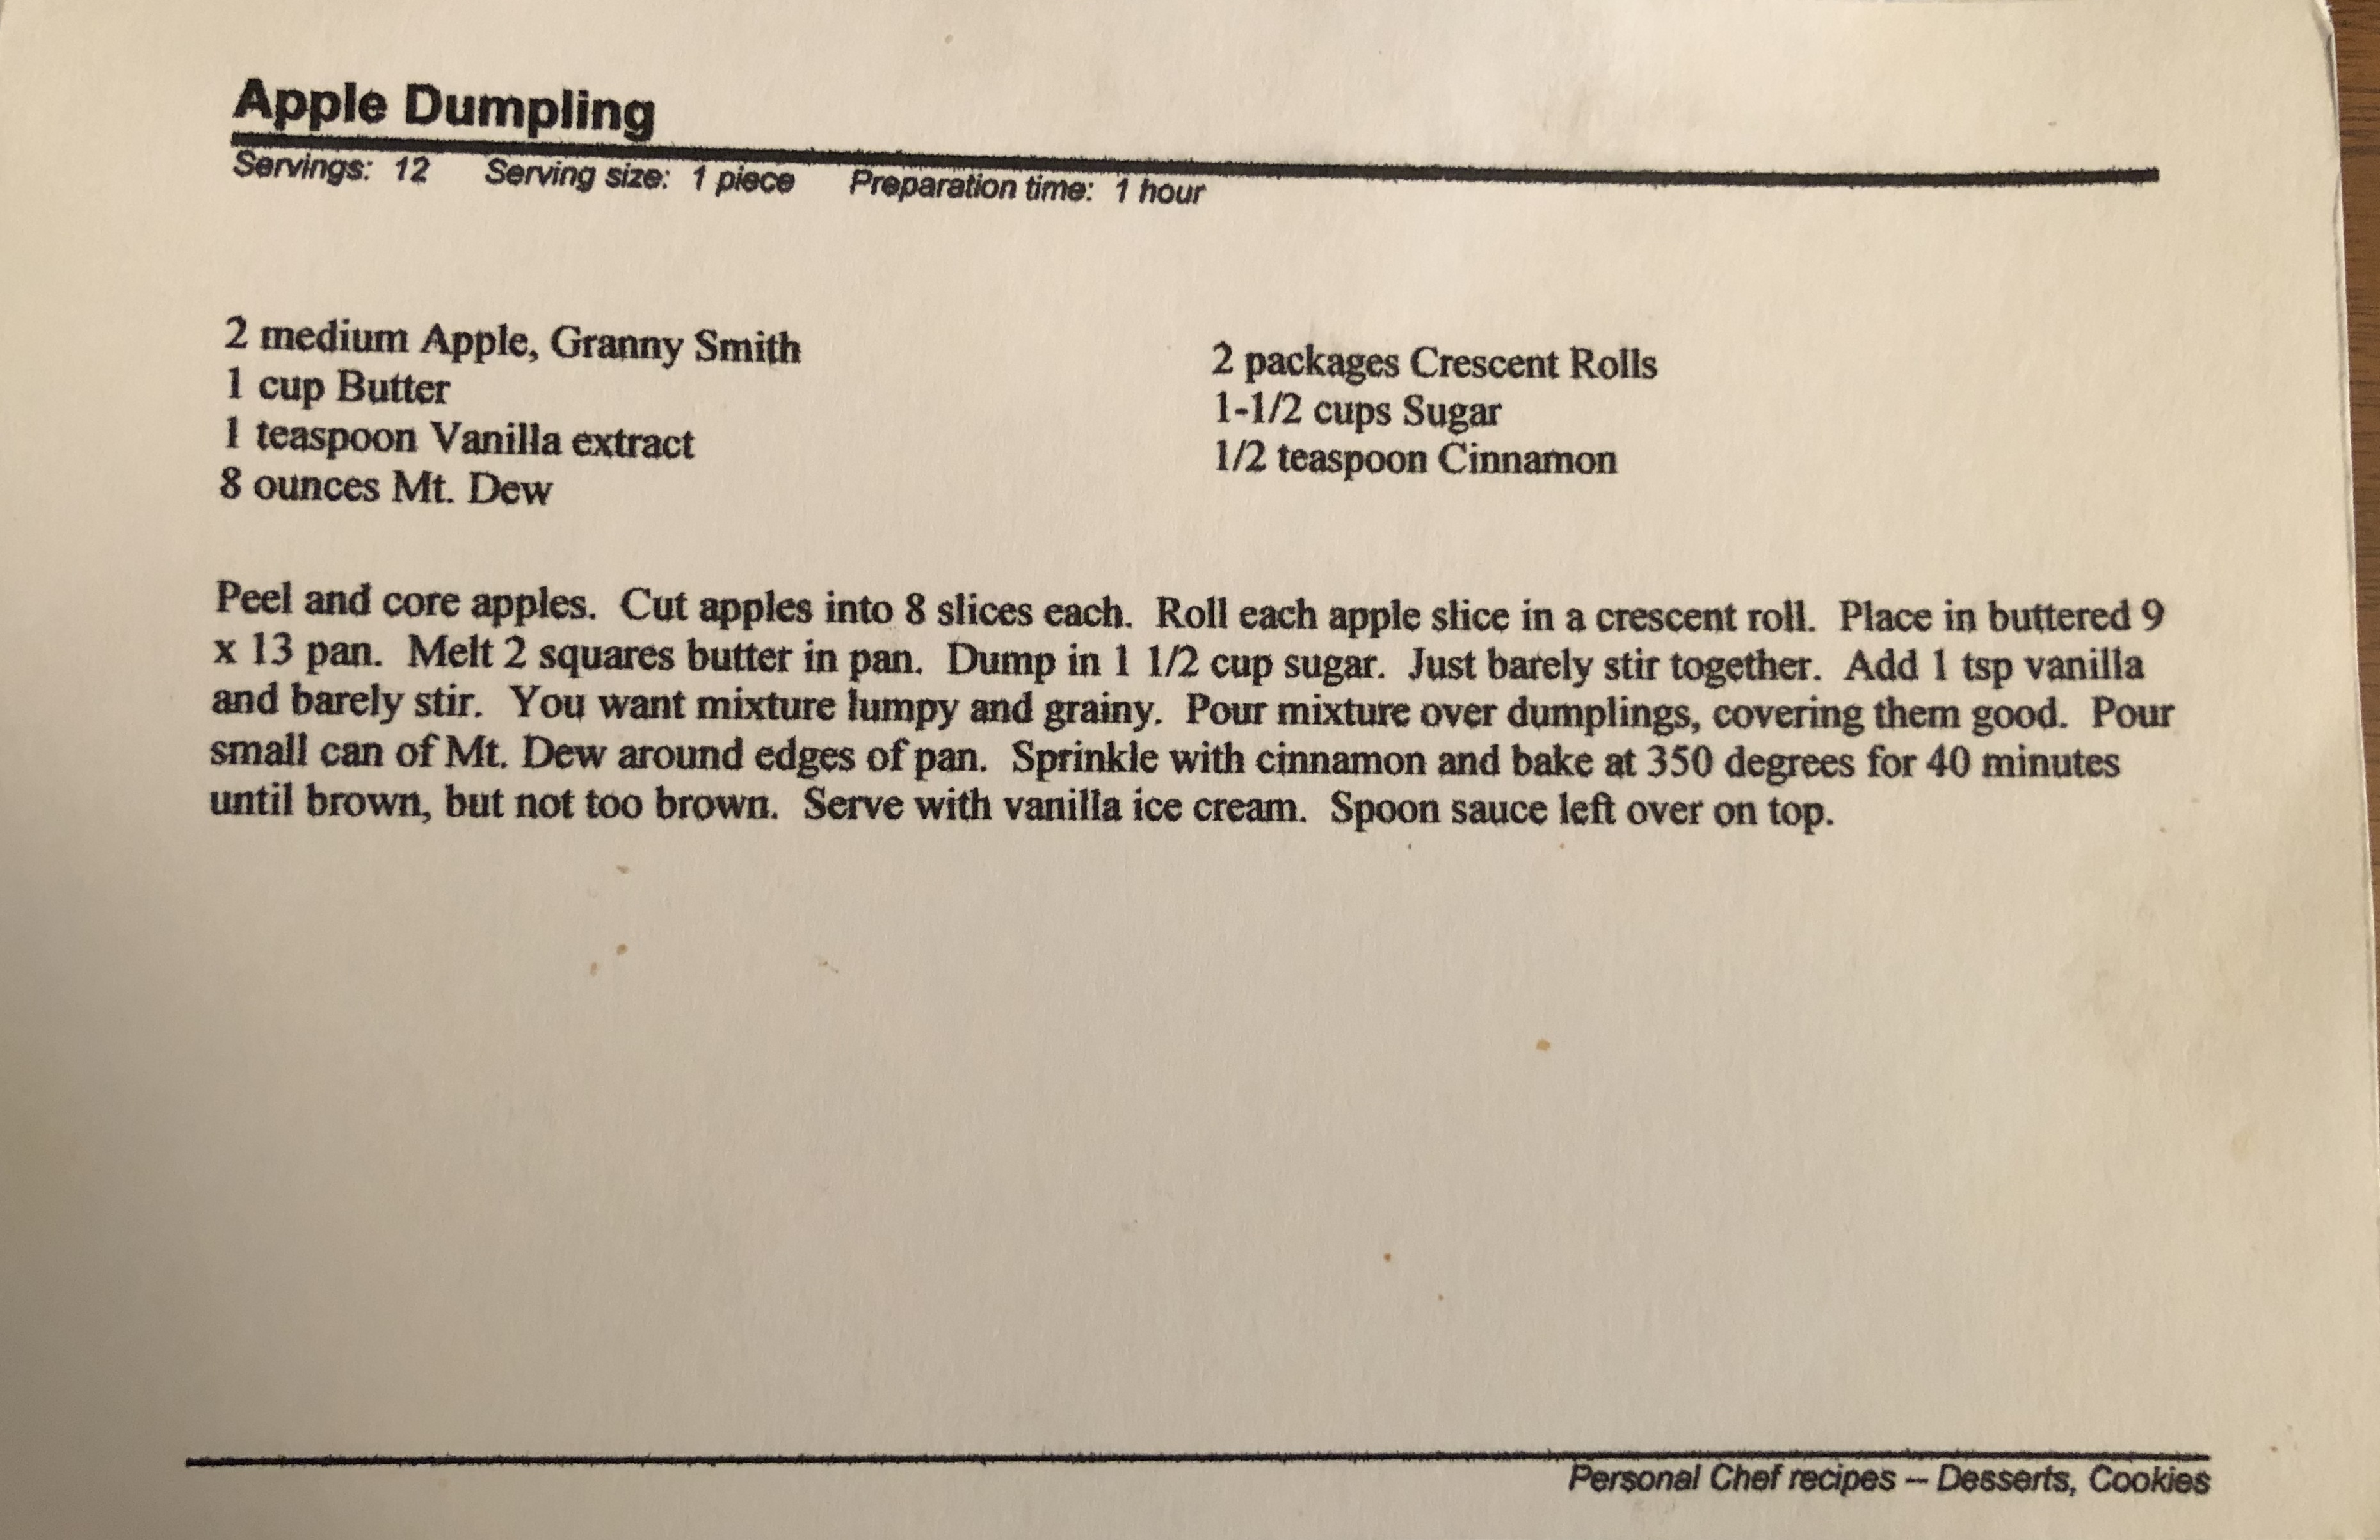 Apple Dumpling
Servings: 12 Serving size: 1 piece Preparation time: 1 hour
2 medium Apple, Granny Smith
1 cup Butter
1 teaspoon Vanilla extract
8 ounces Mt. Dew
2 packages Crescent Rolls
1-1/2 cups Sugar
1/2 teaspoon Cinnamon
Peel and core apples. Cut apples into 8 slices each. Roll each apple slice in a crescent roll. Place in buttered 9
x 13 pan. Melt 2 squares butter in pan. Dump in 1 1/2 cup sugar. Just barely stir together. Add 1 tsp vanilla
and barely stir. You want mixture lumpy and grainy. Pour mixture over dumplings, covering them good. Pour
small can of Mt. Dew around edges of pan. Sprinkle with cinnamon and bake at 350 degrees for 40 minutes
until brown, but not too brown. Serve with vanilla ice cream. Spoon sauce left over on top.
Personal Chef recipes -- Desserts, Cookies